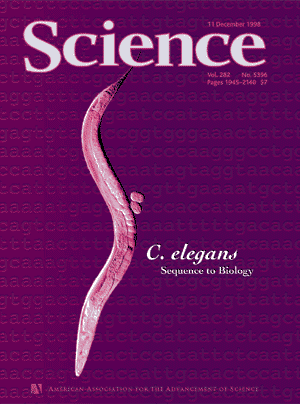 11 December 1998
Science
Vol. 282 No. 5396
Pages 1945–2140 $7
C. elegans
Sequence to Biology
American Association for the Advancement of Science